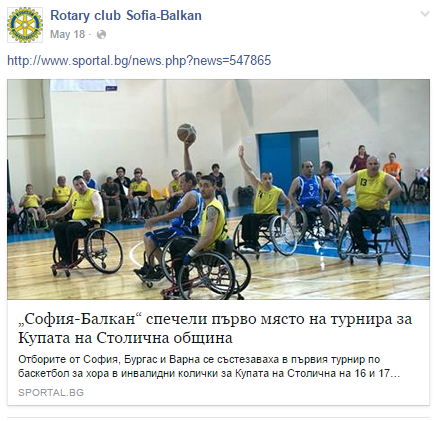 Rotary club Sofia-Balkan
May 18 ·
http://www.sportal.bg/news.php?news=547865
„София-Балкан“ спечели първо място на турнира за
Купата на Столична община
Отборите от София, Бургас и Варна се състезаваха в първия турнир по
баскетбол за хора в инвалидни колички за Купата на Столична на 16 и 17...
SPORTAL.BG